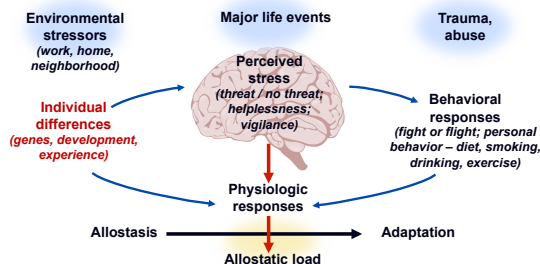 Environmental
stressors
(work, home,
neighborhood)
Major life events
Trauma,
abuse
Perceived
stress
(threat / no threat;
helplessness;
vigilance)
Individual
differences
(genes, development,
experience)
Behavioral
responses
(fight or flight; personal
behavior – diet, smoking,
drinking, exercise)
Physiologic
responses
Allostasis
Adaptation
Allostatic load